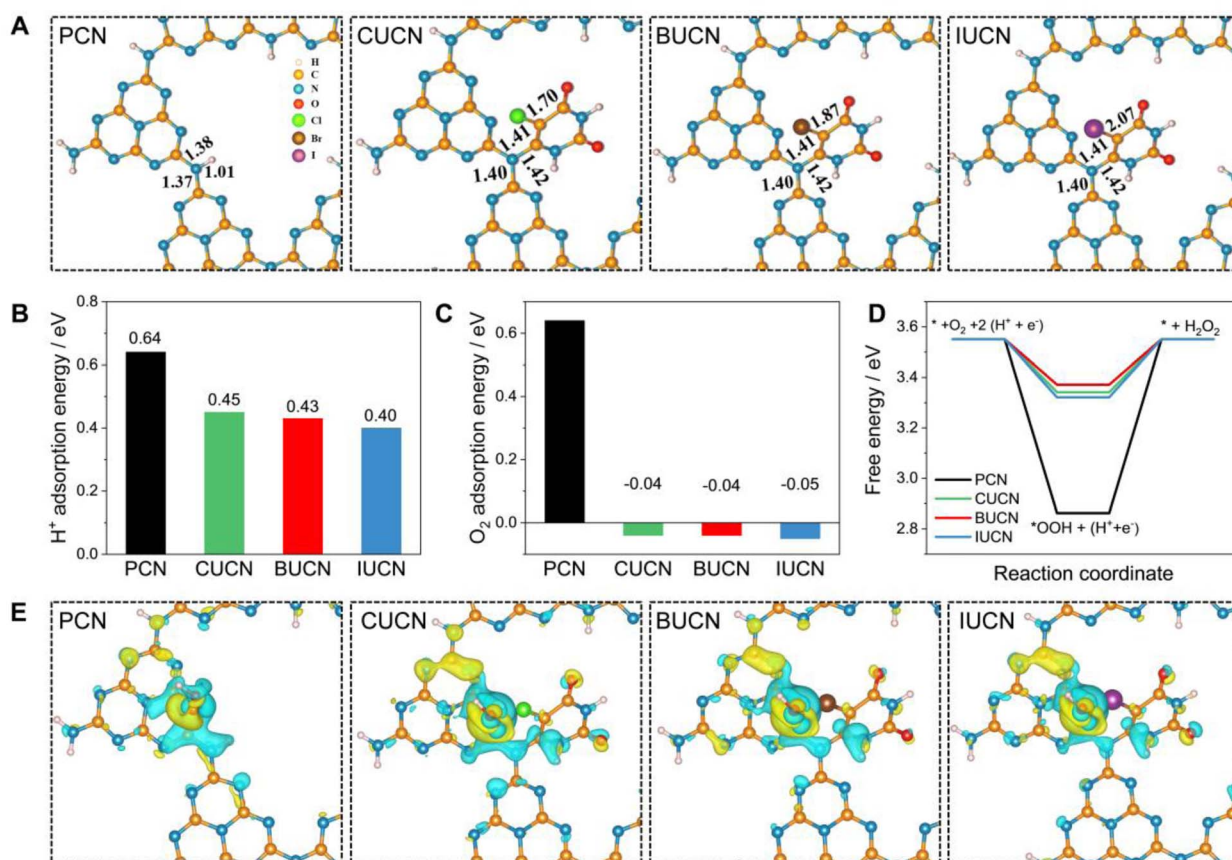 A
PCN
H
C
N
O
Cl
Br
I
1.38
1.01
1.37
CUCN
1.70
1.41
1.42
1.40
BUCN
1.87
1.41
1.42
1.40
IUCN
2.07
1.41
1.42
1.40
B
H⁺ adsorption energy / eV
0.8
0.6
0.4
0.2
0.0
0.64
0.45
0.43
0.40
PCN CUCN BUCN IUCN
C
O₂ adsorption energy / eV
0.6
0.4
0.2
0.0
-0.04
-0.04
-0.05
PCN CUCN BUCN IUCN
D
Free energy / eV
3.6
3.4
3.2
3.0
2.8
* +O₂ +2 (H⁺ + e⁻)
* + H₂O₂
PCN
CUCN
BUCN
IUCN
*OOH + (H⁺+e⁻)
Reaction coordinate
E
PCN
CUCN
BUCN
IUCN